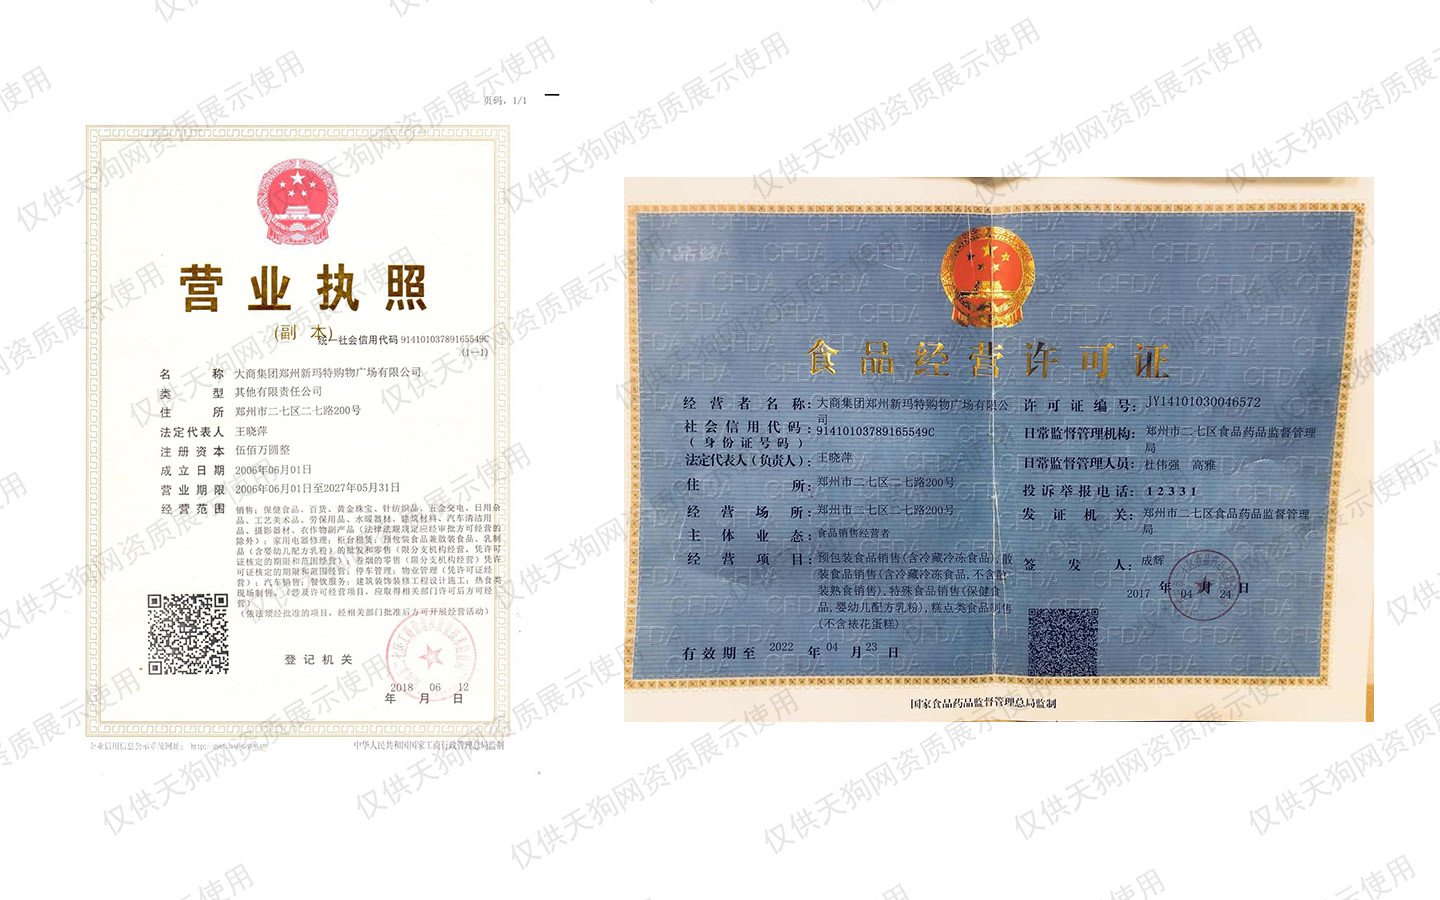 页码，1/1
营业执照
(副 本)
统一社会信用代码 91410103789165549C
(1-1)
名 称 大商集团郑州新玛特购物广场有限公司
类 型 其他有限责任公司
住 所 郑州市二七区二七路200号
法定代表人 王晓萍
注册资本 伍佰万圆整
成立日期 2006年06月01日
营业期限 2006年06月01日至2027年05月31日
经营范围 销售：保健食品、百货、黄金珠宝、针纺织品、五金交电、日用杂
品、工艺美术品、劳保用品、水暖器材、建筑材料、汽车清洁用
品、摄影器材、农作物副产品（法律法规规定应经审批方可经营的
除外）；家用电器修理；柜台租赁；预包装食品兼散装食品、乳制
品（含婴幼儿配方乳粉）的批发和零售（限分支机构经营，凭许可
证核定的期限和范围经营）；卷烟的零售（限分支机构经营）凭许
可证核定的期限和范围经营；停车管理；物业管理（凭许可证经
营）；汽车销售；餐饮服务；建筑装饰装修工程设计施工；热食类
现场制售。（涉及许可经营项目，应取得相关部门许可后方可经
营）
（依法须经批准的项目，经相关部门批准后方可开展经营活动）
登记机关
2018 06 12
年 月 日
企业信用信息公示系统网址：
中华人民共和国国家工商行政管理总局监制
食品经营许可证
经营者名称：大商集团郑州新玛特购物广场有限公
司
社会信用代码：91410103789165549C
(身份证号码)
法定代表人(负责人)：王晓萍
住 所：郑州市二七区二七路200号
经营场所：郑州市二七区二七路200号
主体业态：食品销售经营者
经营项目：预包装食品销售(含冷藏冷冻食品),散
装食品销售(含冷藏冷冻食品,不含散
装熟食销售),特殊食品销售(保健食
品,婴幼儿配方乳粉),糕点类食品制售
(不含裱花蛋糕)
有效期至 2022 年 04 月 23 日
许可证编号：JY14101030046572
日常监督管理机构：郑州市二七区食品药品监督管理
局
日常监督管理人员：杜伟强 高雅
投诉举报电话：12331
发证机关：郑州市二七区食品药品监督管理
局
签发人：成辉
2017 年 04 月 24 日
国家食品药品监督管理总局监制
仅供天狗网资质展示使用